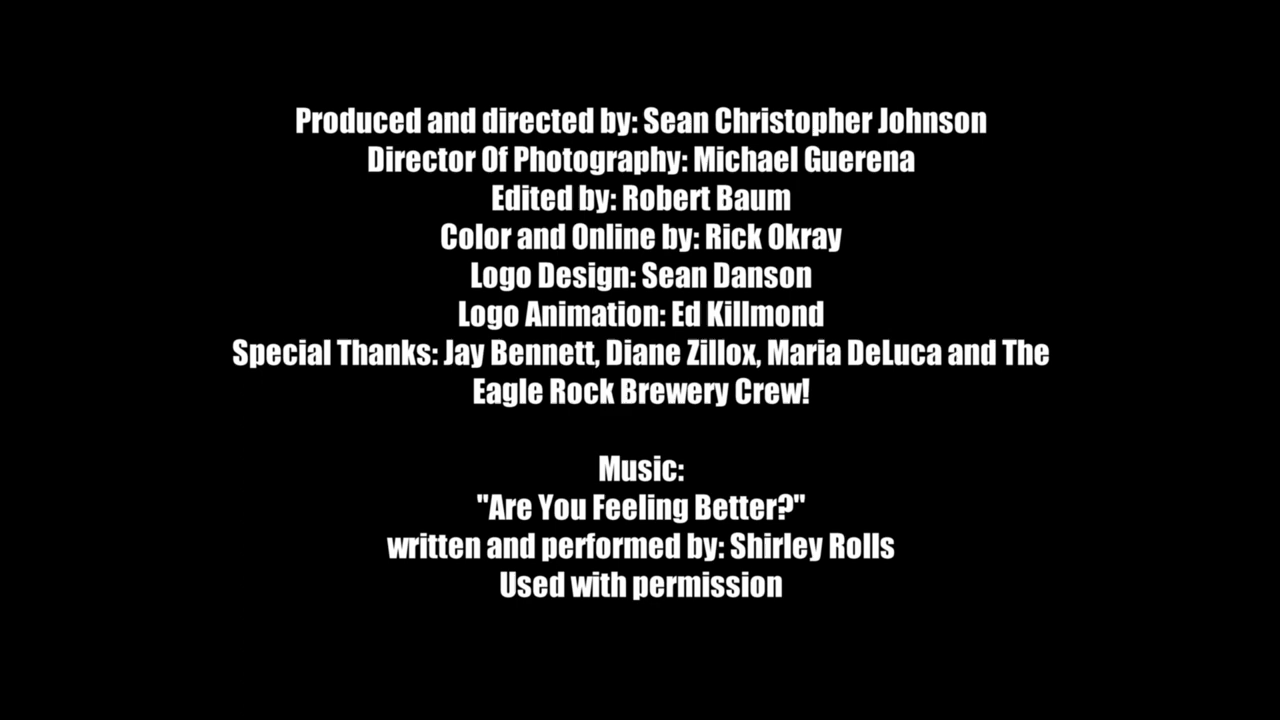 Produced and directed by: Sean Christopher Johnson
Director Of Photography: Michael Guerena
Edited by: Robert Baum
Color and Online by: Rick Okray
Logo Design: Sean Danson
Logo Animation: Ed Killmond
Special Thanks: Jay Bennett, Diane Zillox, Maria DeLuca and The
Eagle Rock Brewery Crew!
Music:
"Are You Feeling Better?"
written and performed by: Shirley Rolls
Used with permission